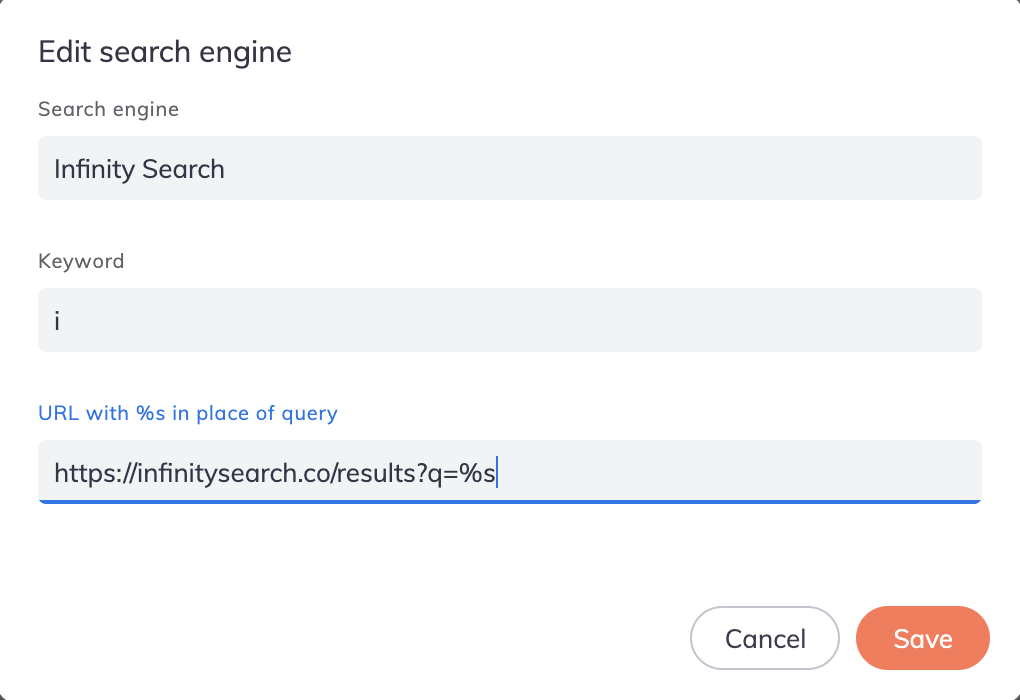 Edit search engine
Search engine
Infinity Search
Keyword
i
URL with %s in place of query
https://infinitysearch.co/results?q=%s
Cancel
Save